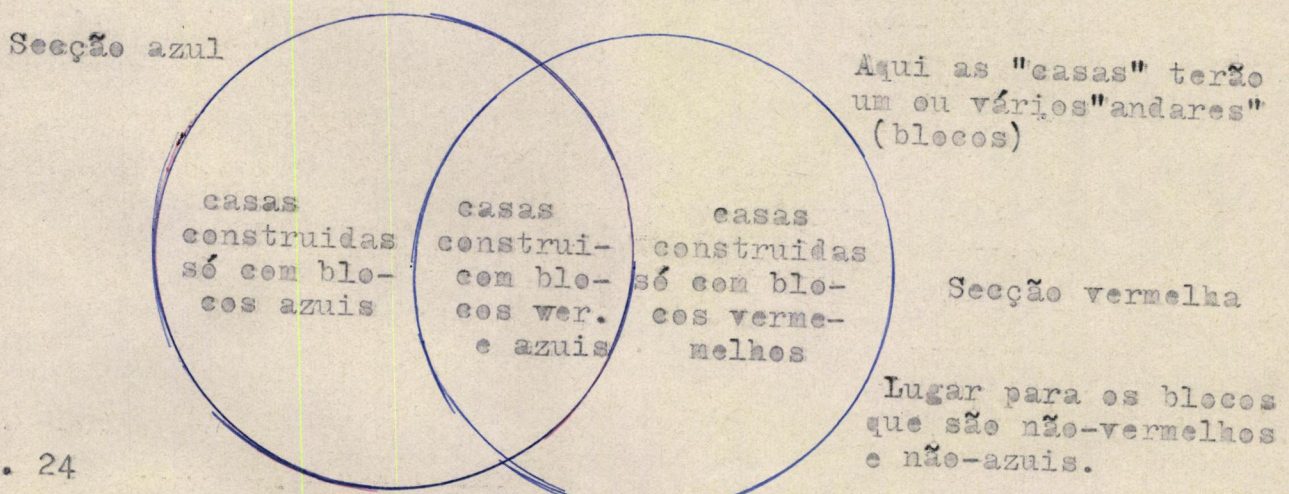 Secção azul
Aqui as "casas" terão
um ou vários"andares"
(blocos)
casas
construidas
só com blo-
cos azuis
casas
construi-
com blo-
cos ver.
e azuis
casas
construidas
só com blo-
cos verme-
melhos
Secção vermelha
Lugar para os blocos
que são não-vermelhos
e não-azuis.
. 24